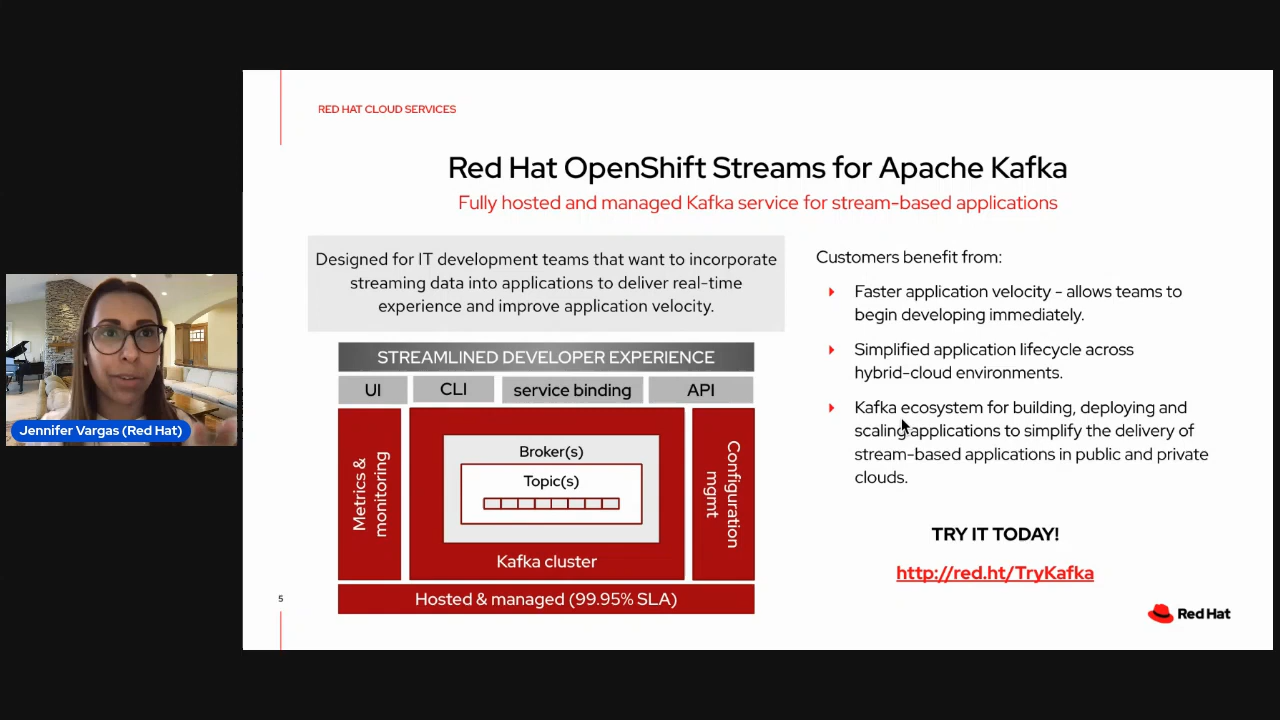 RED HAT CLOUD SERVICES
Red Hat OpenShift Streams for Apache Kafka
Fully hosted and managed Kafka service for stream-based applications
Designed for IT development teams that want to incorporate
streaming data into applications to deliver real-time
experience and improve application velocity.
STREAMLINED DEVELOPER EXPERIENCE
UI
CLI
service binding
API
Metrics &
monitoring
Broker(s)
Topic(s)
Kafka cluster
Configuration
mgmt
Hosted & managed (99.95% SLA)
Customers benefit from:
Faster application velocity - allows teams to
begin developing immediately.
Simplified application lifecycle across
hybrid-cloud environments.
Kafka ecosystem for building, deploying and
scaling applications to simplify the delivery of
stream-based applications in public and private
clouds.
TRY IT TODAY!
http://red.ht/TryKafka
5
Red Hat
Jennifer Vargas (Red Hat)